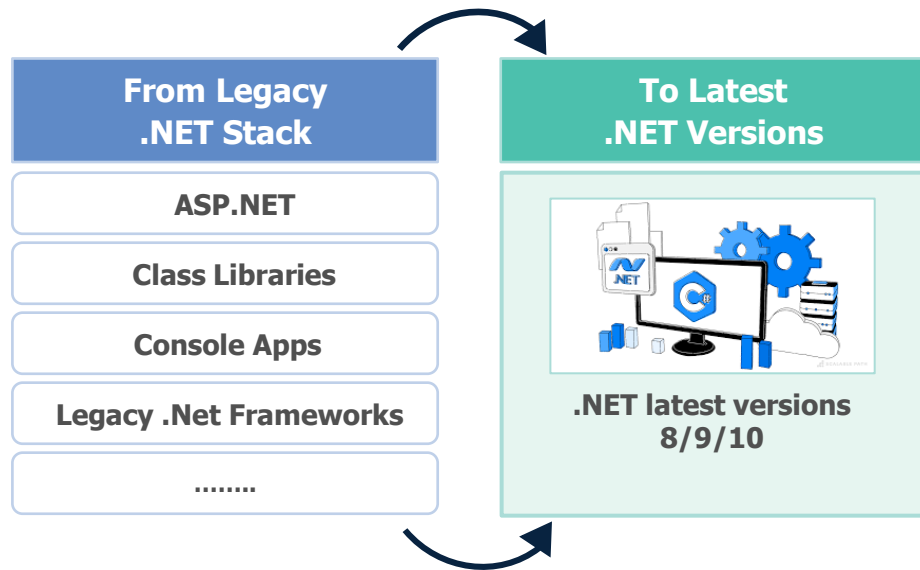 From Legacy
.NET Stack
ASP.NET
Class Libraries
Console Apps
Legacy .Net Frameworks
........
To Latest
.NET Versions
.NET
C#
.NET latest versions
8/9/10